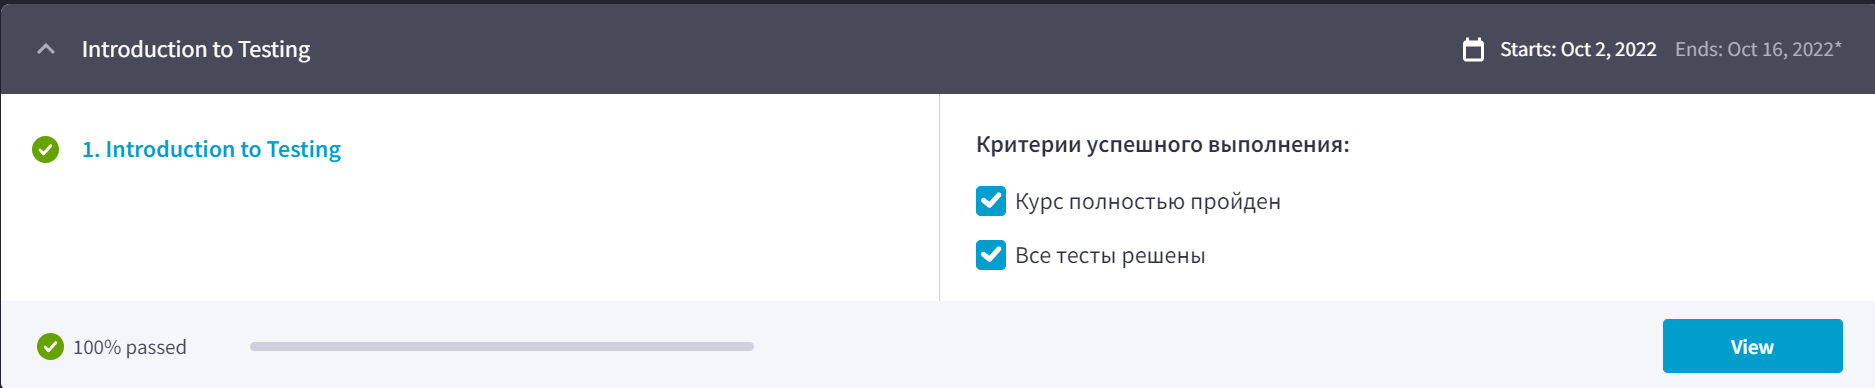 Introduction to Testing
Starts: Oct 2, 2022 Ends: Oct 16, 2022*
1. Introduction to Testing
Критерии успешного выполнения:
Курс полностью пройден
Все тесты решены
100% passed
View